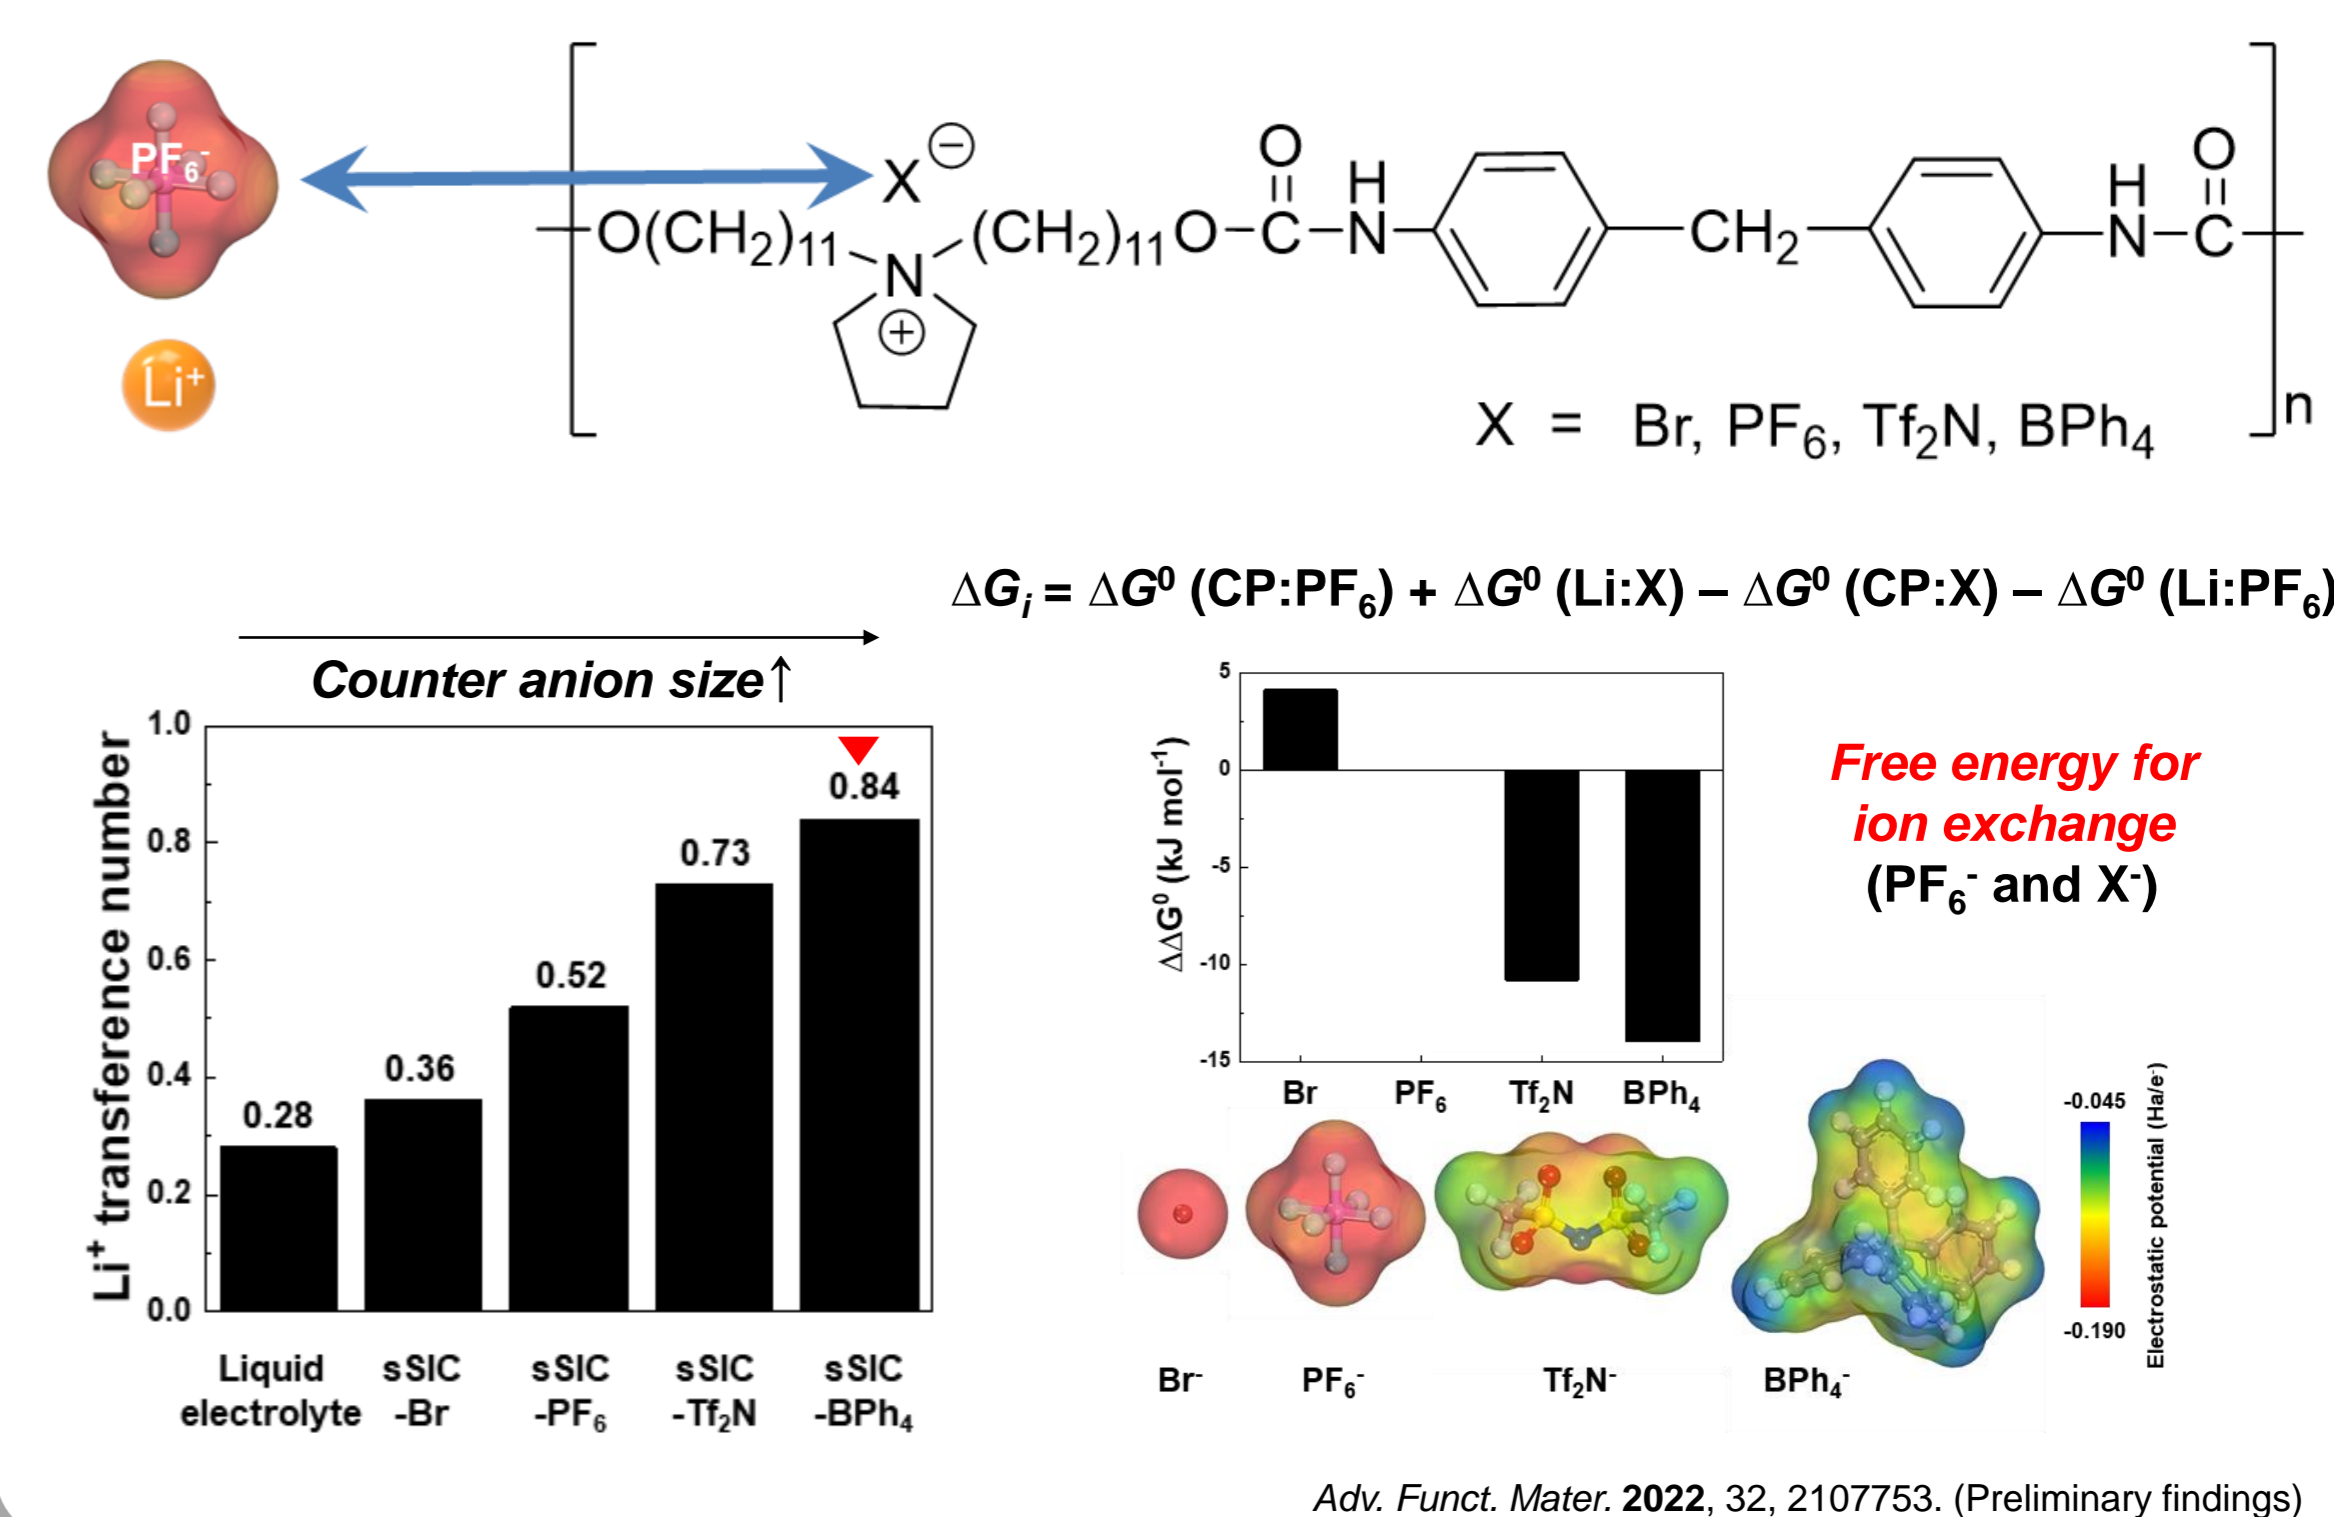 PF₆⁻
Li⁺
X⊖
O(CH₂)₁₁ N⊕ (CH₂)₁₁O–C(=O)–NH– –CH₂– –NH–C(=O) n
X = Br, PF₆, Tf₂N, BPh₄
ΔGᵢ = ΔG⁰ (CP:PF₆) + ΔG⁰ (Li:X) – ΔG⁰ (CP:X) – ΔG⁰ (Li:PF₆)
Counter anion size↑
Li⁺ transference number
1.0
0.8
0.6
0.4
0.2
0.0
0.28
0.36
0.52
0.73
0.84
Liquid electrolyte
sSIC -Br
sSIC -PF₆
sSIC -Tf₂N
sSIC -BPh₄
ΔΔG⁰ (kJ mol⁻¹)
5
0
-5
-10
-15
Br PF₆ Tf₂N BPh₄
Free energy for
ion exchange
(PF₆⁻ and X⁻)
-0.045
-0.190
Electrostatic potential (Ha/e⁻)
Br⁻ PF₆⁻ Tf₂N⁻ BPh₄⁻
Adv. Funct. Mater. 2022, 32, 2107753. (Preliminary findings)